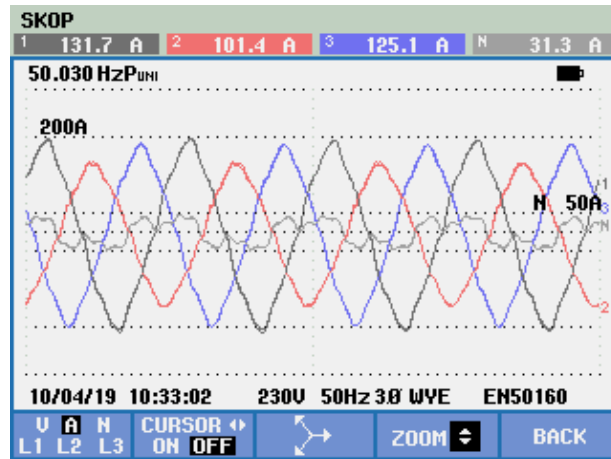 SKOP
1 131.7 A 2 101.4 A 3 125.1 A N 31.3 A
50.030 HzPUNI
200A
1
N 50A
3
N
2
10/04/19 10:33:02 230V 50Hz 3Ø WYE EN50160
V A N CURSOR ZOOM BACK
L1 L2 L3 ON OFF